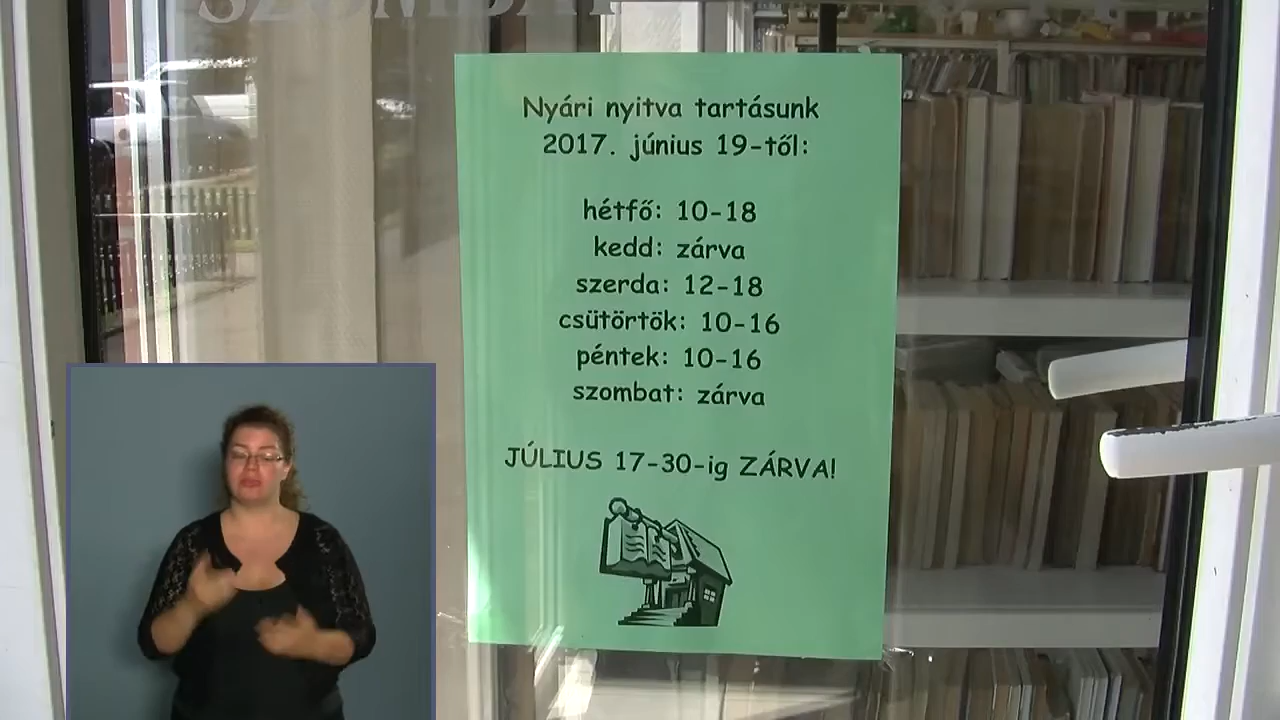 SZOMBAT
Nyári nyitva tartásunk
2017. június 19-től:
hétfő: 10-18
kedd: zárva
szerda: 12-18
csütörtök: 10-16
péntek: 10-16
szombat: zárva
JÚLIUS 17-30-ig ZÁRVA!